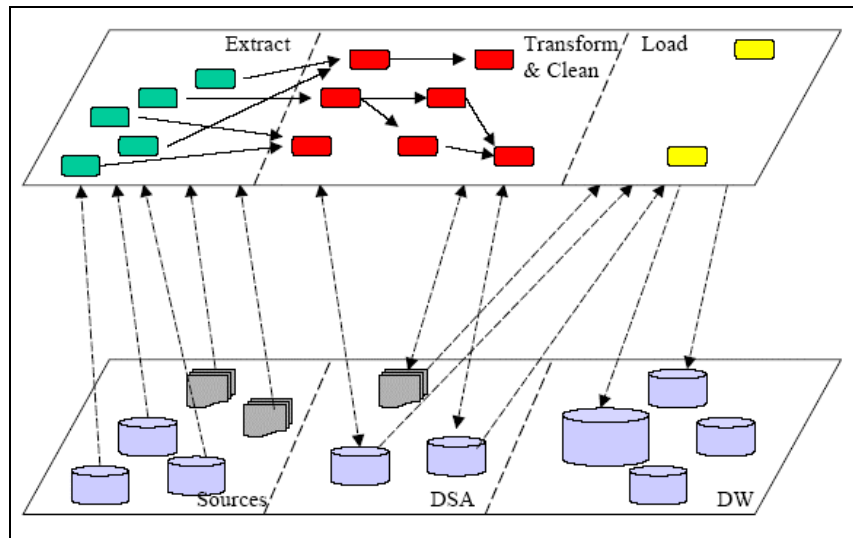 Extract
Transform
& Clean
Load
Sources
DSA
DW